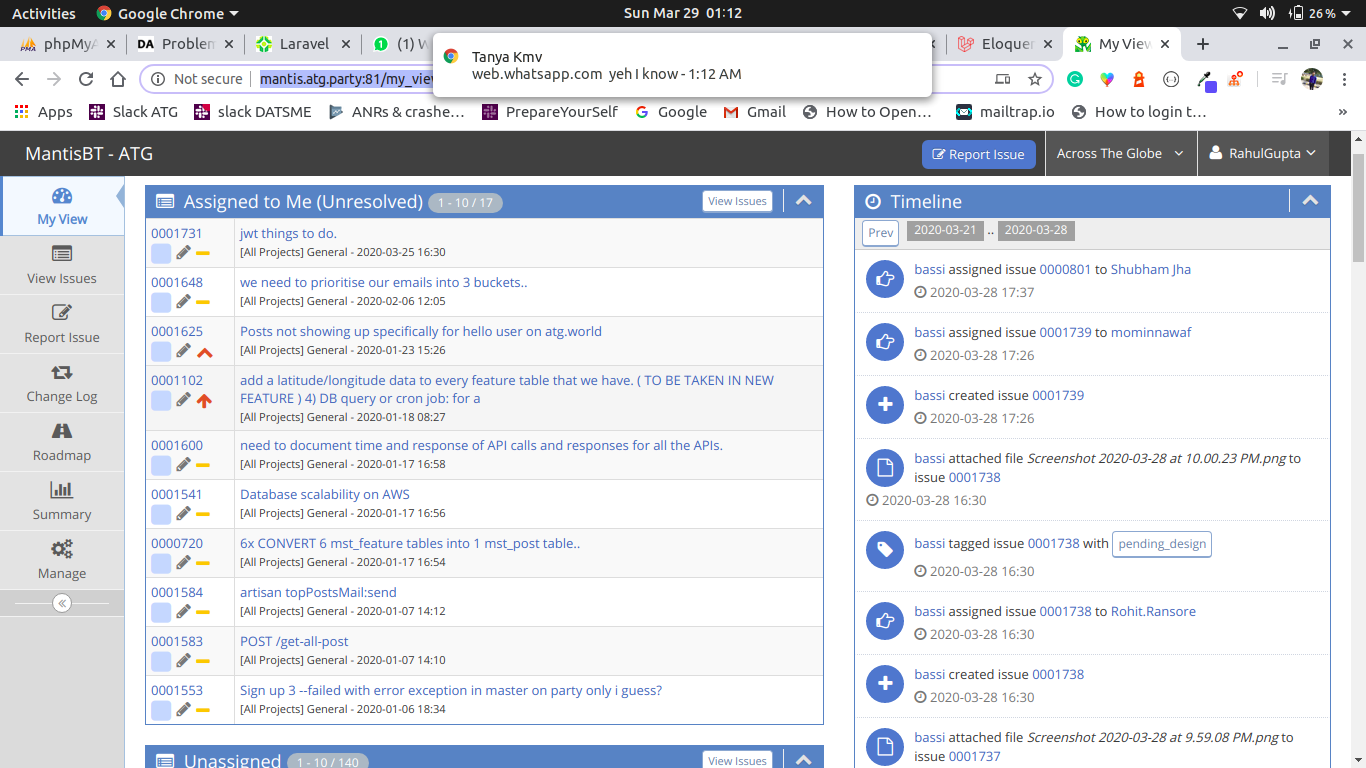 Activities
Google Chrome
Sun Mar 29 01:12
26 %
phpMyA
DA Problem
Laravel
(1) W
Eloquen
My View
Tanya Kmv
web.whatsapp.com yeh I know - 1:12 AM
Not secure
mantis.atg.party:81/my_vie
Apps
Slack ATG
slack DATSME
ANRs & crashe...
PrepareYourself
Google
Gmail
How to Open...
mailtrap.io
How to login t...
»
MantisBT - ATG
Report Issue
Across The Globe
RahulGupta
My View
View Issues
Report Issue
Change Log
Roadmap
Summary
Manage
Assigned to Me (Unresolved) 1 - 10 / 17
View Issues
0001731
jwt things to do.
[All Projects] General - 2020-03-25 16:30
0001648
we need to prioritise our emails into 3 buckets..
[All Projects] General - 2020-02-06 12:05
0001625
Posts not showing up specifically for hello user on atg.world
[All Projects] General - 2020-01-23 15:26
0001102
add a latitude/longitude data to every feature table that we have. ( TO BE TAKEN IN NEW
FEATURE ) 4) DB query or cron job: for a
[All Projects] General - 2020-01-18 08:27
0001600
need to document time and response of API calls and responses for all the APIs.
[All Projects] General - 2020-01-17 16:58
0001541
Database scalability on AWS
[All Projects] General - 2020-01-17 16:56
0000720
6x CONVERT 6 mst_feature tables into 1 mst_post table..
[All Projects] General - 2020-01-17 16:54
0001584
artisan topPostsMail:send
[All Projects] General - 2020-01-07 14:12
0001583
POST /get-all-post
[All Projects] General - 2020-01-07 14:10
0001553
Sign up 3 --failed with error exception in master on party only i guess?
[All Projects] General - 2020-01-06 18:34
Unassigned 1 - 10 / 140
View Issues
Timeline
Prev 2020-03-21 .. 2020-03-28
bassi assigned issue 0000801 to Shubham Jha
2020-03-28 17:37
bassi assigned issue 0001739 to mominnawaf
2020-03-28 17:26
bassi created issue 0001739
2020-03-28 17:26
bassi attached file Screenshot 2020-03-28 at 10.00.23 PM.png to
issue 0001738
2020-03-28 16:30
bassi tagged issue 0001738 with pending_design
2020-03-28 16:30
bassi assigned issue 0001738 to Rohit.Ransore
2020-03-28 16:30
bassi created issue 0001738
2020-03-28 16:30
bassi attached file Screenshot 2020-03-28 at 9.59.08 PM.png to
issue 0001737